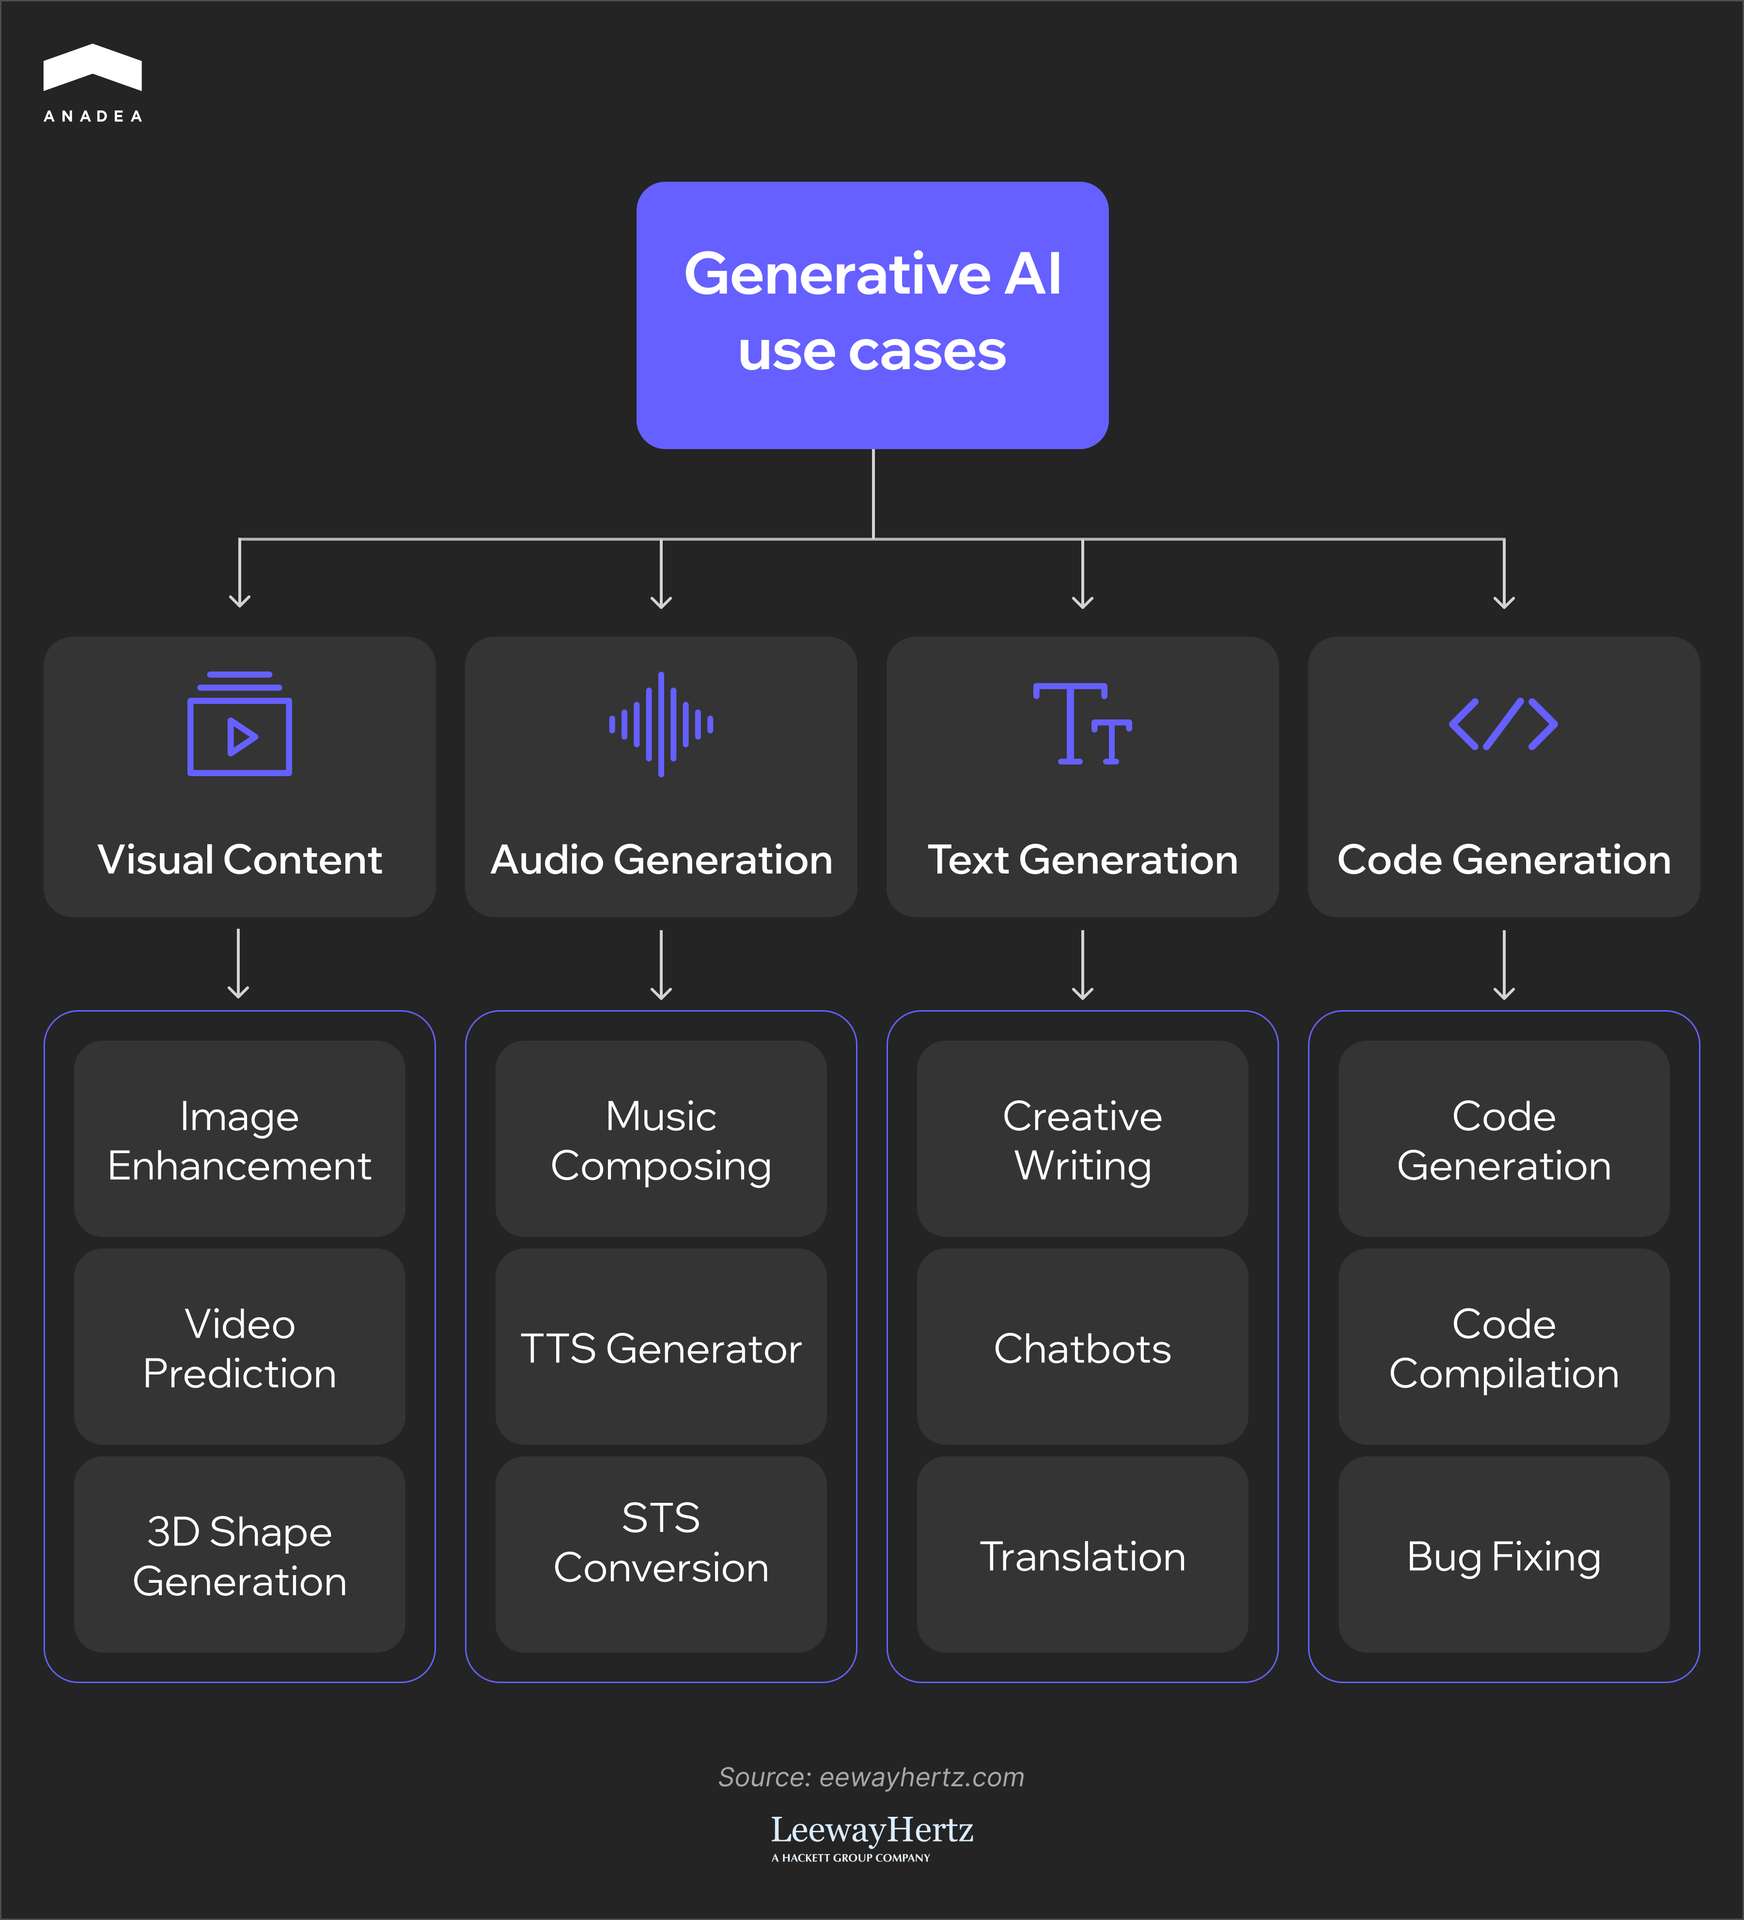 ANADEA
Generative AI
use cases
Visual Content
Audio Generation
Text Generation
Code Generation
Image
Enhancement
Video
Prediction
3D Shape
Generation
Music
Composing
TTS Generator
STS
Conversion
Creative
Writing
Chatbots
Translation
Code
Generation
Code
Compilation
Bug Fixing
Source: eewayhertz.com
LeewayHertz
A HACKETT GROUP COMPANY